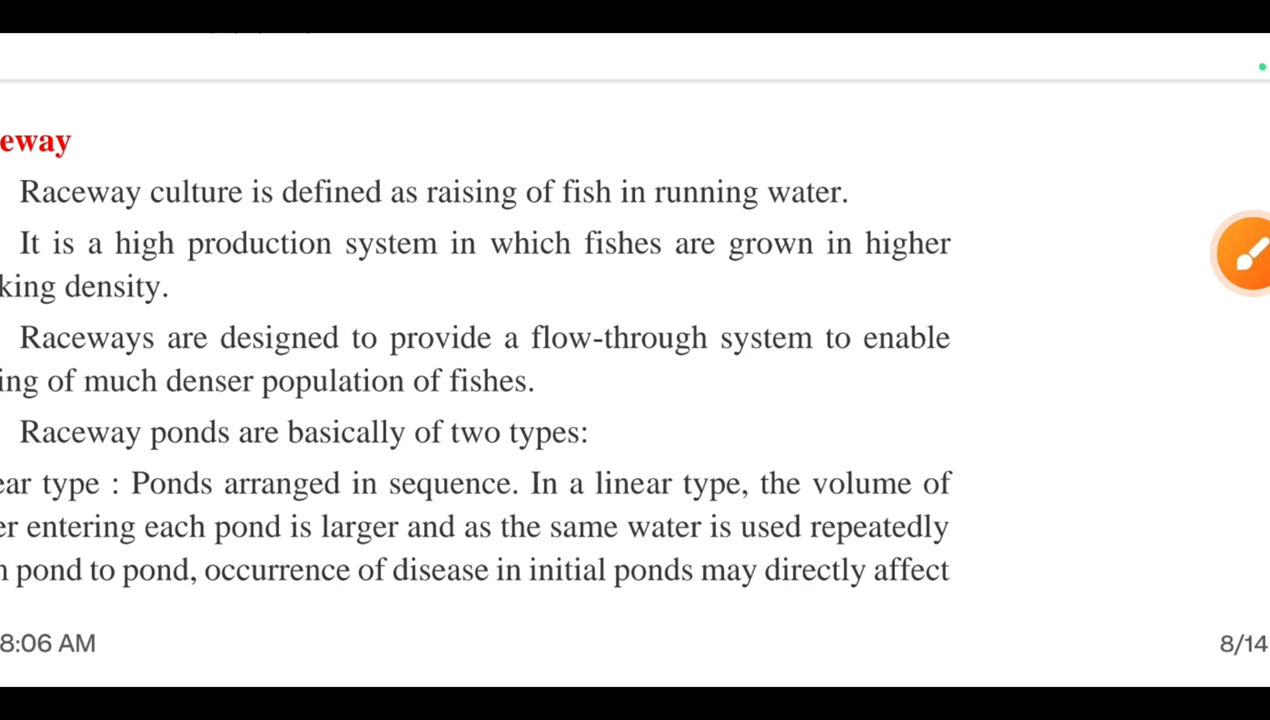 eway
Raceway culture is defined as raising of fish in running water.
It is a high production system in which fishes are grown in higher
king density.
Raceways are designed to provide a flow-through system to enable
ing of much denser population of fishes.
Raceway ponds are basically of two types:
ear type : Ponds arranged in sequence. In a linear type, the volume of
er entering each pond is larger and as the same water is used repeatedly
pond to pond, occurrence of disease in initial ponds may directly affect
8:06 AM
8/14